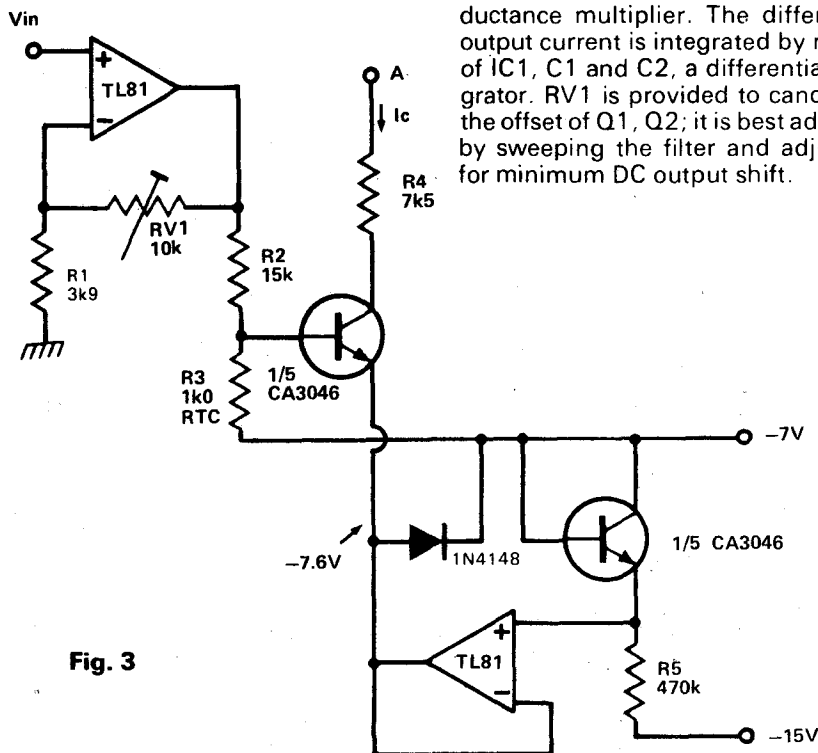 ductance multiplier. The differ
output current is integrated by r
of IC1, C1 and C2, a differentia
grator. RV1 is provided to canc
the offset of Q1, Q2; it is best ad
by sweeping the filter and adj
for minimum DC output shift.
Vin
+
TL81
−
RV1
10k
R1
3k9
R2
15k
R3
1k0
RTC
A
Ic
R4
7k5
1/5
CA3046
−7V
−7.6V
1N4148
1/5 CA3046
+
TL81
−
R5
470k
−15V
Fig. 3